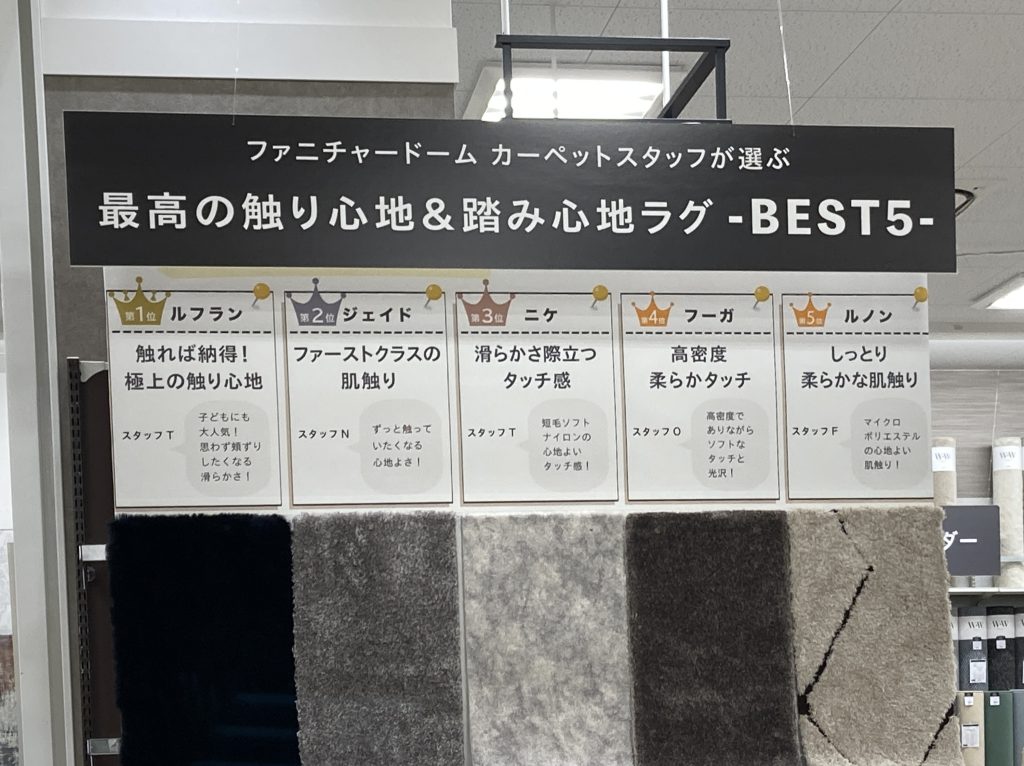 ファニチャードーム カーペットスタッフが選ぶ
最高の触り心地&踏み心地ラグ -BEST5-
第1位 ルフラン
触れば納得！
極上の触り心地
スタッフT
子どもにも
大人気！
思わず頬ずり
したくなる
滑らかさ！
第2位 ジェイド
ファーストクラスの
肌触り
スタッフN
ずっと触って
いたくなる
心地よさ！
第3位 ニケ
滑らかさ際立つ
タッチ感
スタッフT
短毛ソフト
ナイロンの
心地よい
タッチ感！
第4位 フーガ
高密度
柔らかタッチ
スタッフO
高密度で
ありながら
ソフトな
タッチと
光沢！
第5位 ルノン
しっとり
柔らかな肌触り
スタッフF
マイクロ
ポリエステル
の心地よい
肌触り！
ダー